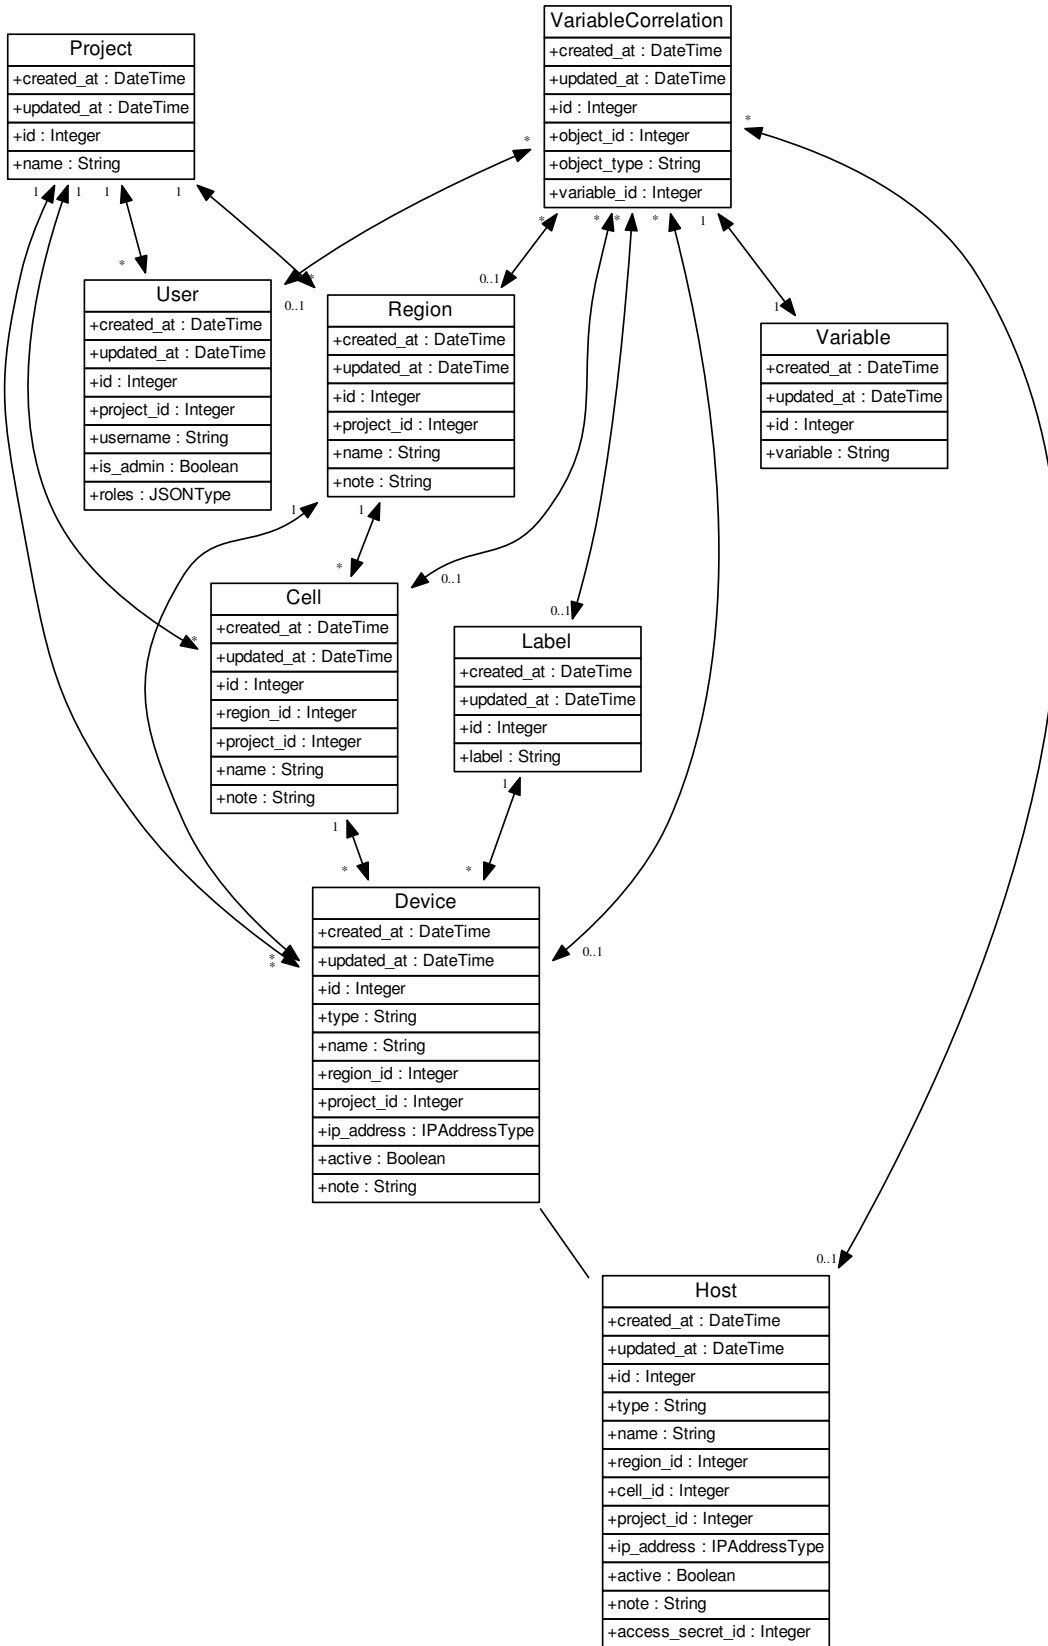 VariableCorrelation
+created_at : DateTime
+updated_at : DateTime
+id : Integer
+object_id : Integer
+object_type : String
+variable_id : Integer
Project
+created_at : DateTime
+updated_at : DateTime
+id : Integer
+name : String
*
*
1
1
1
1
*
*
*
*
1
*
*
0..1
0..1
1
User
+created_at : DateTime
+updated_at : DateTime
+id : Integer
+project_id : Integer
+username : String
+is_admin : Boolean
+roles : JSONType
Region
+created_at : DateTime
+updated_at : DateTime
+id : Integer
+project_id : Integer
+name : String
+note : String
Variable
+created_at : DateTime
+updated_at : DateTime
+id : Integer
+variable : String
1
1
*
0..1
0..1
*
Cell
+created_at : DateTime
+updated_at : DateTime
+id : Integer
+region_id : Integer
+project_id : Integer
+name : String
+note : String
Label
+created_at : DateTime
+updated_at : DateTime
+id : Integer
+label : String
1
1
*
*
*
*
0..1
Device
+created_at : DateTime
+updated_at : DateTime
+id : Integer
+type : String
+name : String
+region_id : Integer
+project_id : Integer
+ip_address : IPAddressType
+active : Boolean
+note : String
0..1
Host
+created_at : DateTime
+updated_at : DateTime
+id : Integer
+type : String
+name : String
+region_id : Integer
+cell_id : Integer
+project_id : Integer
+ip_address : IPAddressType
+active : Boolean
+note : String
+access_secret_id : Integer